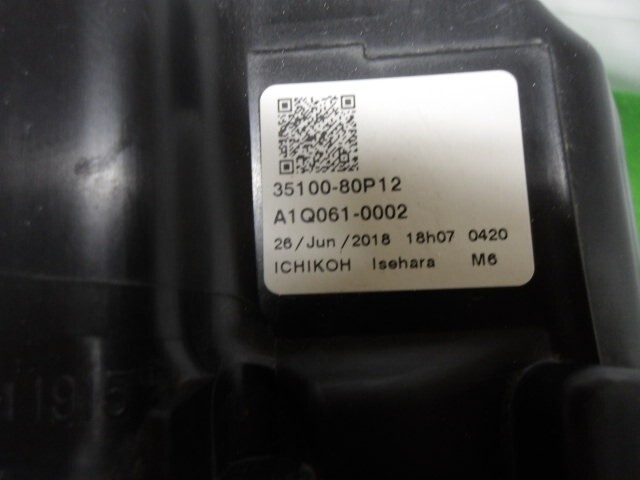 35100-80P12
A1Q061-0002
26/Jun/2018 18h07 0420
ICHIKOH Isehara M6